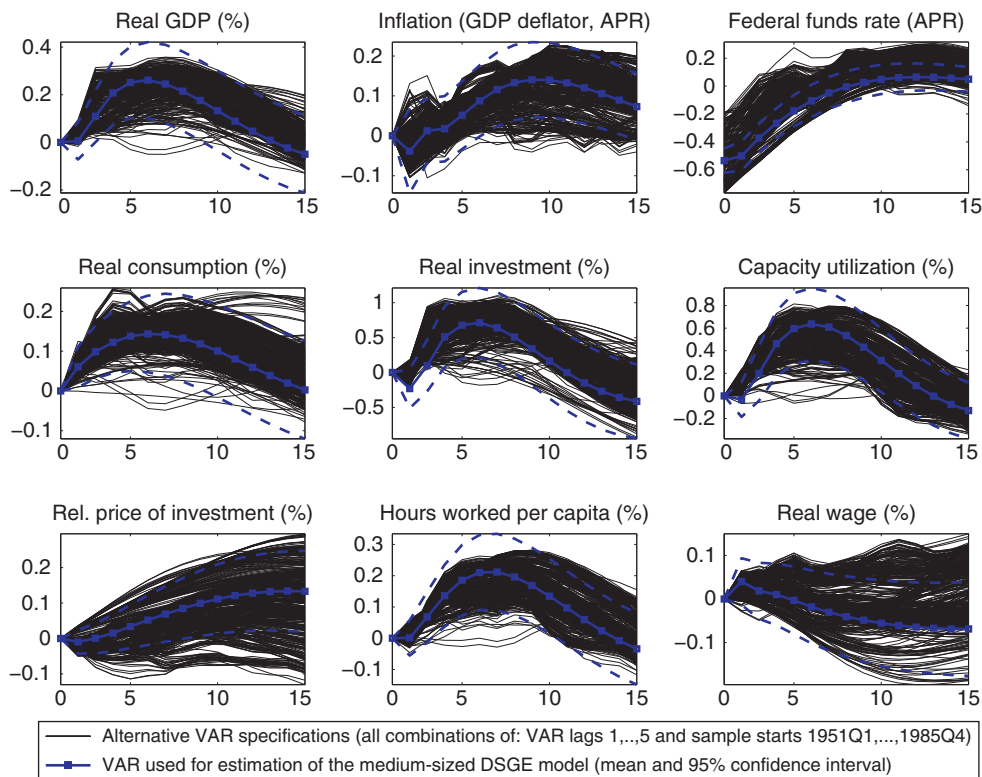 Real GDP (%)
Inflation (GDP deflator, APR)
Federal funds rate (APR)
0.4
0.2
0
−0.2
0 5 10 15
0.2
0.1
0
−0.1
0 5 10 15
0.2
0
−0.2
−0.4
−0.6
0 5 10 15
Real consumption (%)
Real investment (%)
Capacity utilization (%)
0.2
0.1
0
−0.1
0 5 10 15
1
0.5
0
−0.5
0 5 10 15
0.8
0.6
0.4
0.2
0
−0.2
0 5 10 15
Rel. price of investment (%)
Hours worked per capita (%)
Real wage (%)
0.2
0.1
0
−0.1
0 5 10 15
0.3
0.2
0.1
0
−0.1
0 5 10 15
0.1
0
−0.1
0 5 10 15
Alternative VAR specifications (all combinations of: VAR lags 1,..,5 and sample starts 1951Q1,...,1985Q4)
VAR used for estimation of the medium-sized DSGE model (mean and 95% confidence interval)